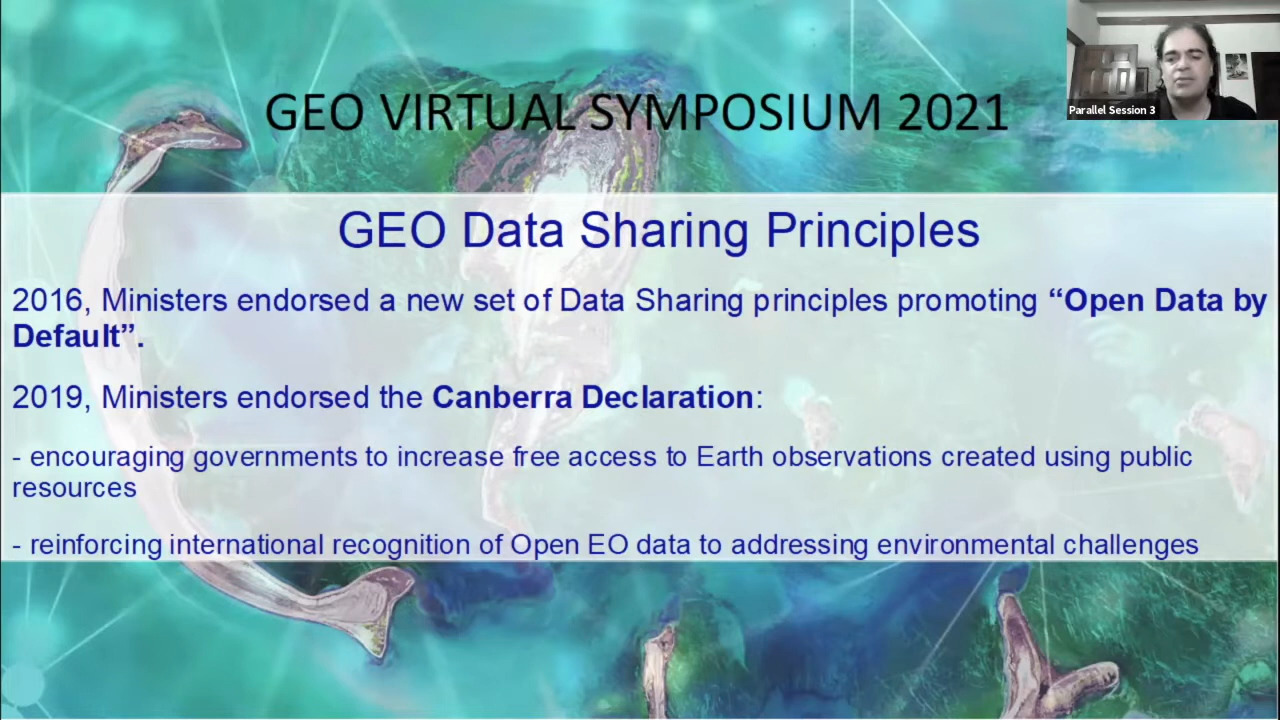 GEO VIRTUAL SYMPOSIUM 2021
Parallel Session 3
GEO Data Sharing Principles
2016, Ministers endorsed a new set of Data Sharing principles promoting “Open Data by
Default”.
2019, Ministers endorsed the Canberra Declaration:
- encouraging governments to increase free access to Earth observations created using public
resources
- reinforcing international recognition of Open EO data to addressing environmental challenges